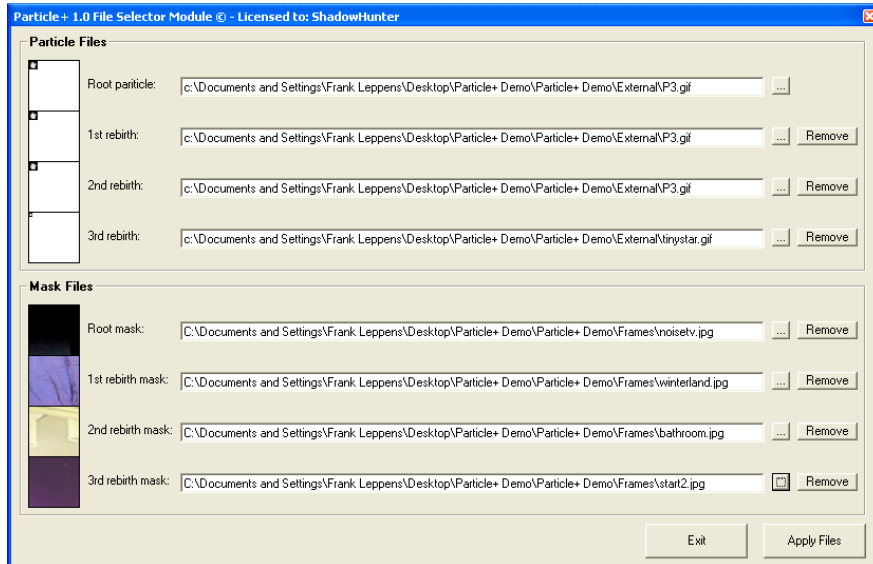 Particle+ 1.0 File Selector Module © - Licensed to: ShadowHunter
Particle Files
Root pariticle: c:\Documents and Settings\Frank Leppens\Desktop\Particle+ Demo\Particle+ Demo\External\P3.gif ...
1st rebirth: c:\Documents and Settings\Frank Leppens\Desktop\Particle+ Demo\Particle+ Demo\External\P3.gif ... Remove
2nd rebirth: c:\Documents and Settings\Frank Leppens\Desktop\Particle+ Demo\Particle+ Demo\External\P3.gif ... Remove
3rd rebirth: c:\Documents and Settings\Frank Leppens\Desktop\Particle+ Demo\Particle+ Demo\External\tinystar.gif ... Remove
Mask Files
Root mask: C:\Documents and Settings\Frank Leppens\Desktop\Particle+ Demo\Particle+ Demo\Frames\noisetv.jpg ... Remove
1st rebirth mask: C:\Documents and Settings\Frank Leppens\Desktop\Particle+ Demo\Particle+ Demo\Frames\winterland.jpg ... Remove
2nd rebirth mask: C:\Documents and Settings\Frank Leppens\Desktop\Particle+ Demo\Particle+ Demo\Frames\bathroom.jpg ... Remove
3rd rebirth mask: C:\Documents and Settings\Frank Leppens\Desktop\Particle+ Demo\Particle+ Demo\Frames\start2.jpg Remove
Exit Apply Files